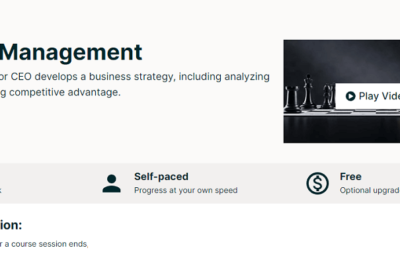 Management
or CEO develops a business strategy, including analyzing
g competitive advantage.
Play Vide
Self-paced
Progress at your own speed
Free
Optional upgrad
ion:
r a course session ends.